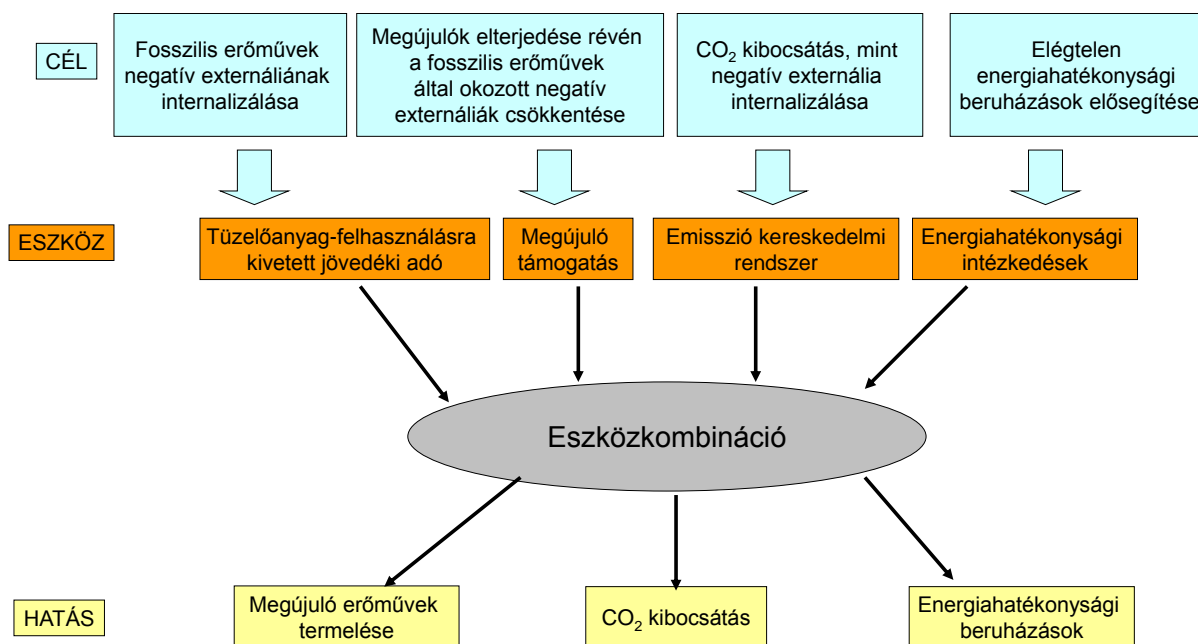 CÉL
Fosszilis erőművek
negatív externáliának
internalizálása
Megújulók elterjedése révén
a fosszilis erőművek
által okozott negatív
externáliák csökkentése
CO₂ kibocsátás, mint
negatív externália
internalizálása
Elégtelen
energiahatékonysági
beruházások elősegítése
ESZKÖZ
Tüzelőanyag-felhasználásra
kivetett jövedéki adó
Megújuló
támogatás
Emisszió kereskedelmi
rendszer
Energiahatékonysági
intézkedések
Eszközkombináció
HATÁS
Megújuló erőművek
termelése
CO₂ kibocsátás
Energiahatékonysági
beruházások